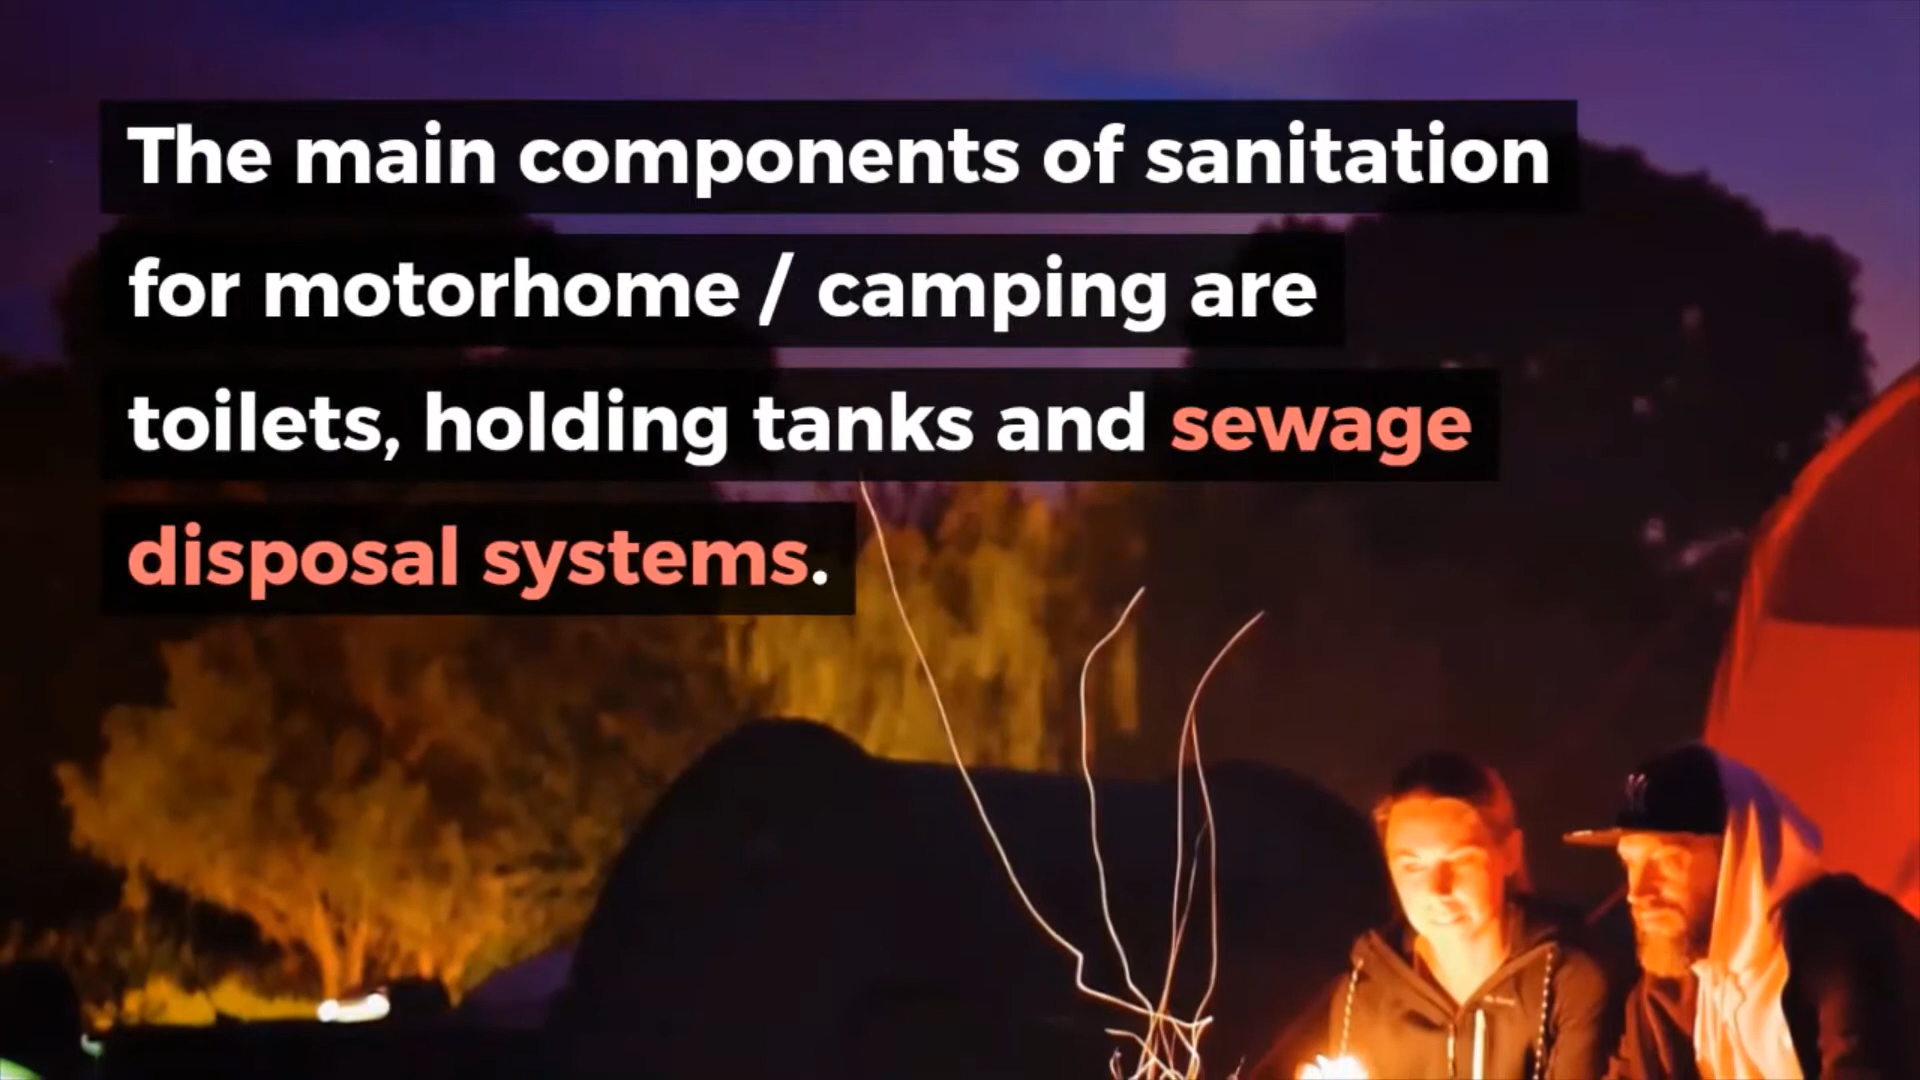 The main components of sanitation
for motorhome / camping are
toilets, holding tanks and sewage
disposal systems.